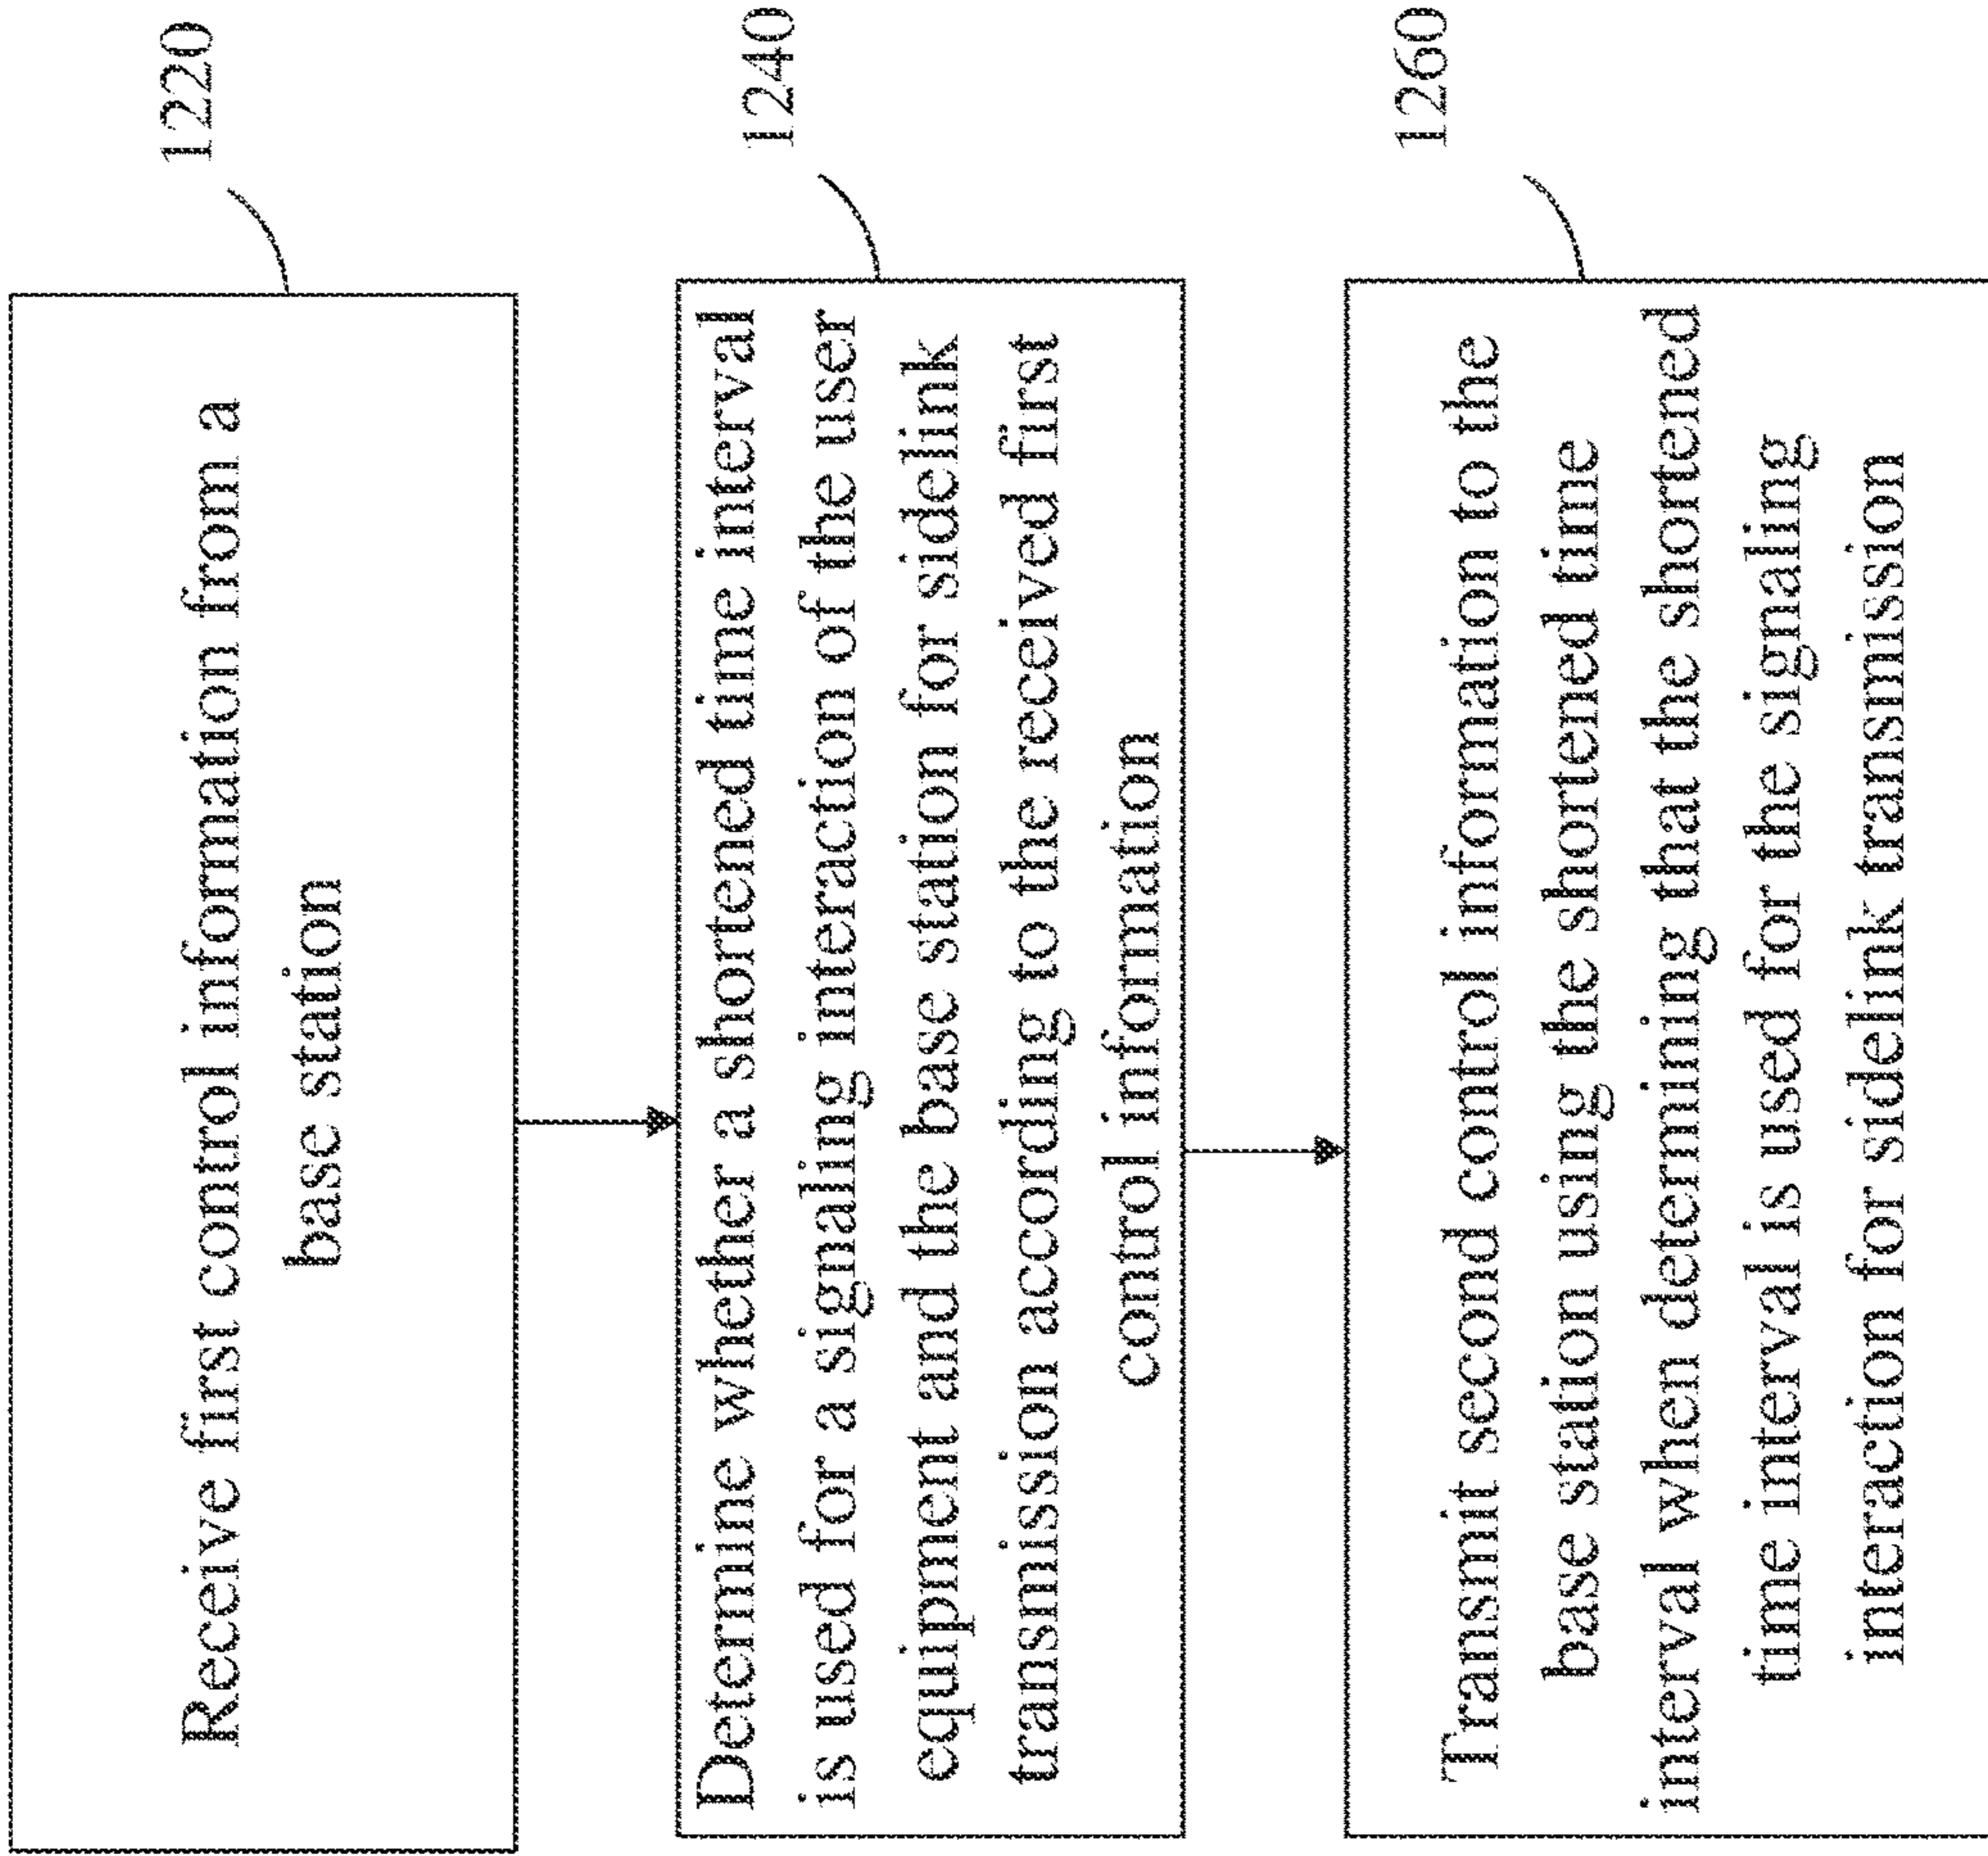 Receive first control information from a
base station
1220
Determine whether a shortened time interval
is used for a signaling interaction of the user
equipment and the base station for sidelink
transmission according to the received first
control information
1240
Transmit second control information to the
base station using the shortened time
interval when determining that the shortened
time interval is used for the signaling
interaction for sidelink transmission
1260